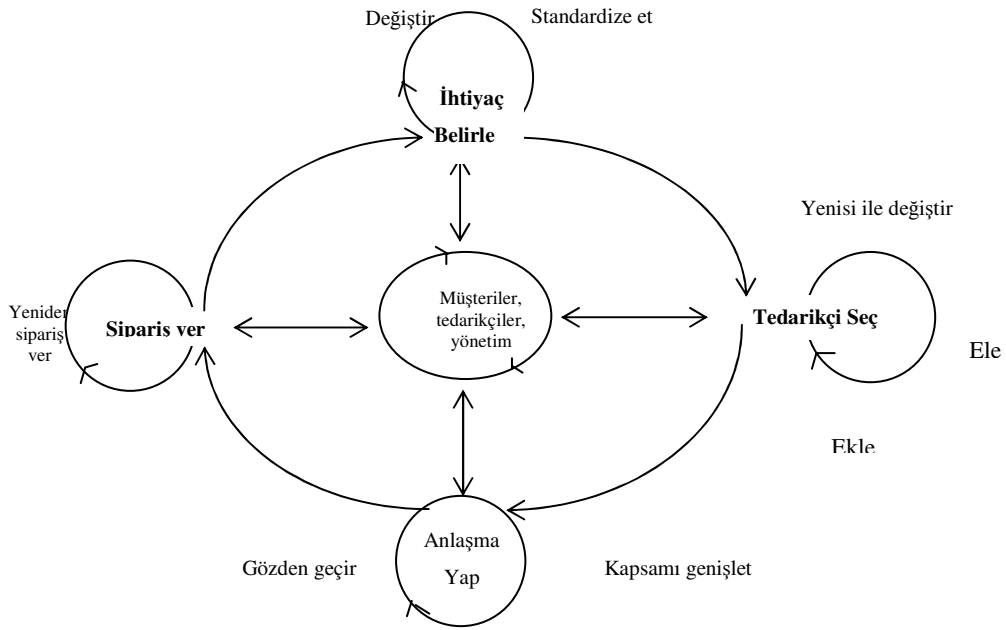 Değiştir
Standardize et
İhtiyaç
Belirle
Yenisi ile değiştir
Müşteriler,
tedarikçiler,
yönetim
Yeniden
sipariş
ver
Sipariş ver
Tedarikçi Seç
Ele
Ekle
Anlaşma
Yap
Gözden geçir
Kapsamı genişlet